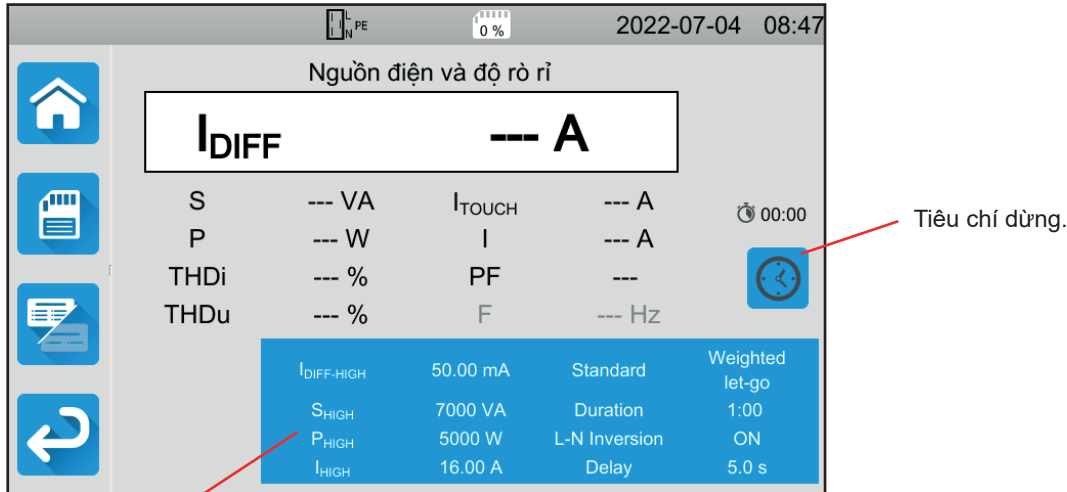 L
N PE 0 % 2022-07-04 08:47
Nguồn điện và độ rò rỉ
IDIFF --- A
S --- VA ITOUCH --- A
00:00
P --- W I --- A
THDi --- % PF ---
THDu --- % F --- Hz
Tiêu chí dừng.
IDIFF-HIGH 50.00 mA Standard Weighted
let-go
SHIGH 7000 VA Duration 1:00
PHIGH 5000 W L-N Inversion ON
IHIGH 16.00 A Delay 5.0 s